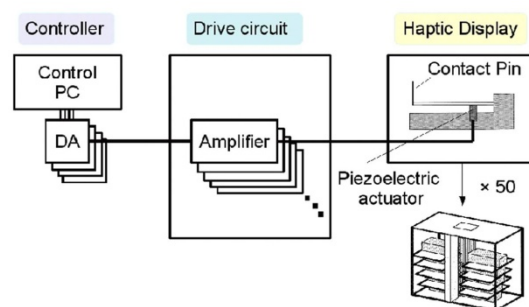 Controller
Drive circuit
Haptic Display
Control
PC
DA
Amplifier
Contact Pin
Piezoelectric
actuator
× 50